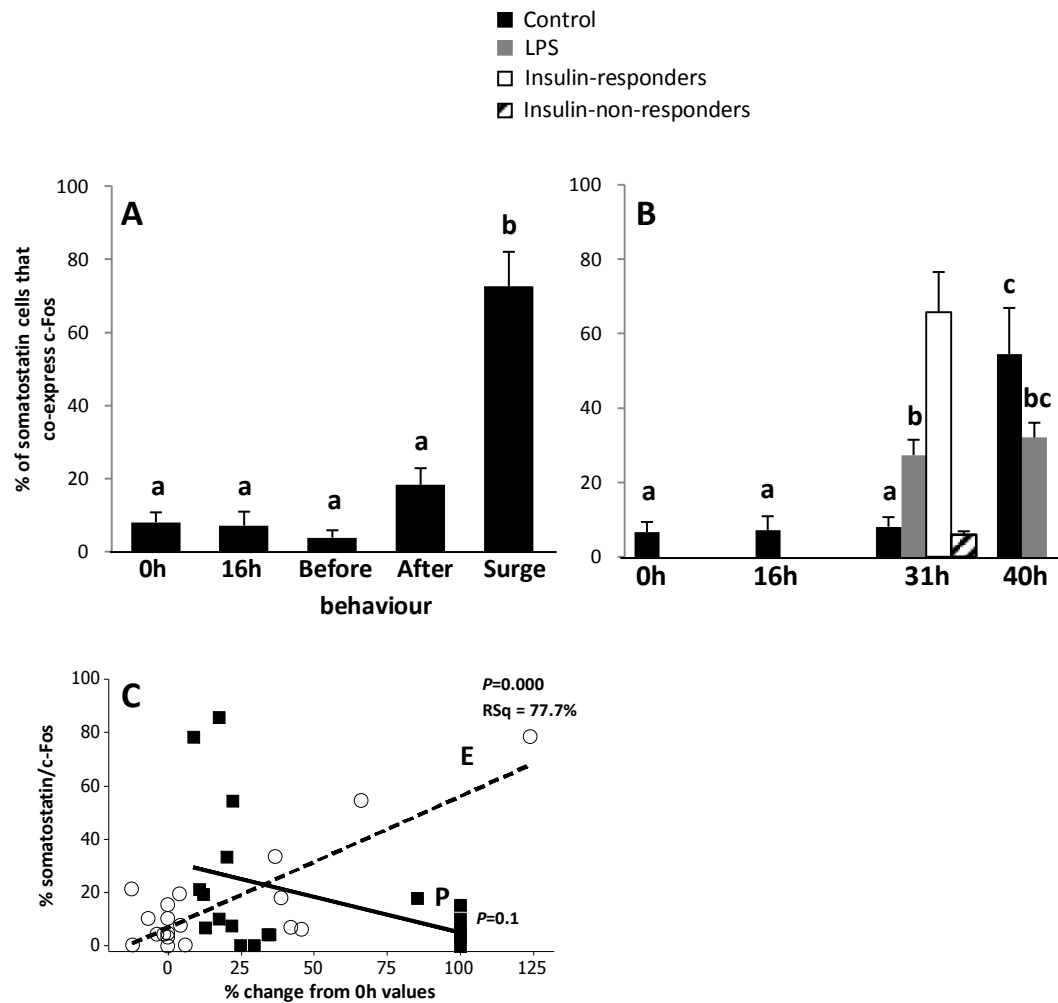 Control
LPS
Insulin-responders
Insulin-non-responders
% of somatostatin cells that
co-express c-Fos
100
80
60
40
20
0
A
a
a
a
a
b
0h
16h
Before
After
Surge
behaviour
100
80
60
40
20
0
B
a
a
a
b
c
bc
0h
16h
31h
40h
% somatostatin/c-Fos
100
80
60
40
20
0
C
P=0.000
RSq = 77.7%
E
P
P=0.1
0
25
50
75
100
125
% change from 0h values